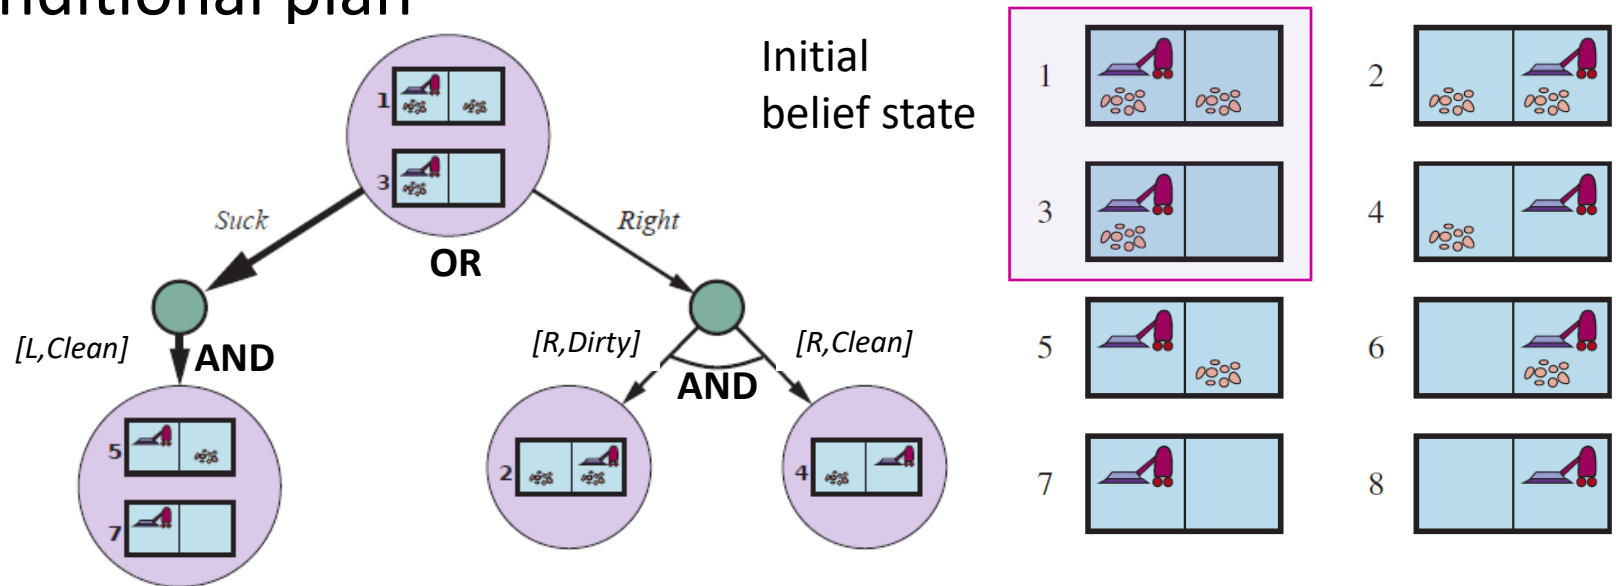 nditional plan
Initial
belief state
1
3
Suck
Right
OR
[L,Clean]
AND
[R,Dirty]
[R,Clean]
AND
5
7
2
4
1
2
3
4
5
6
7
8